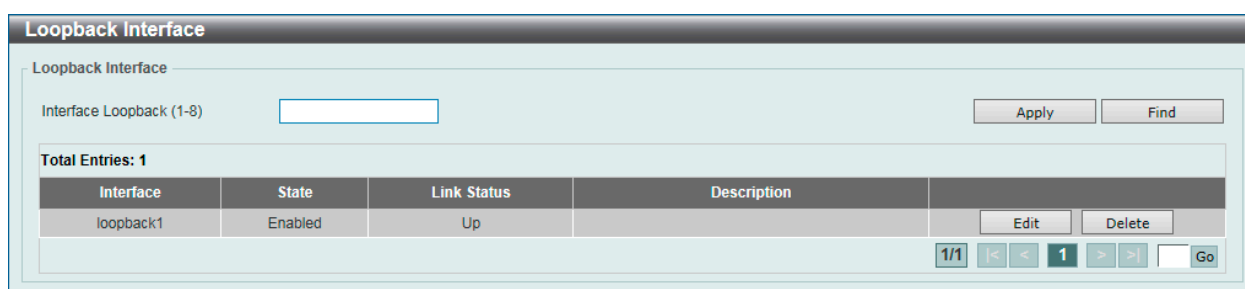 Loopback Interface
Loopback Interface
Interface Loopback (1-8)
Apply Find
Total Entries: 1
Interface State Link Status Description
loopback1 Enabled Up Edit Delete
1/1 |< < 1 > >| Go